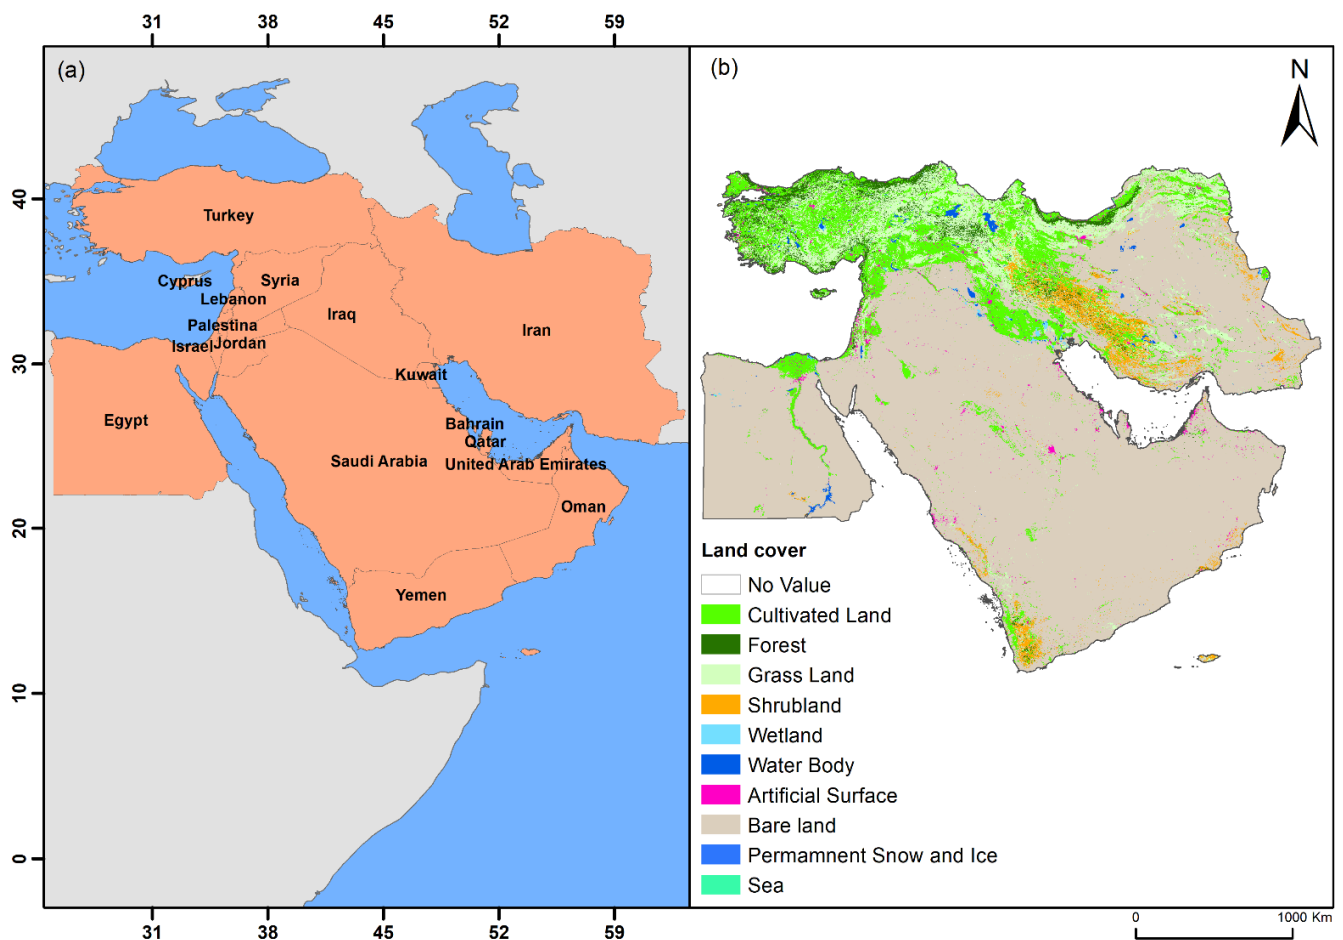 31 38 45 52 59
(a)
40
30
20
10
0
Turkey
Cyprus
Syria
Lebanon
Iraq
Iran
Palestina
Israel
Jordan
Kuwait
Egypt
Bahrain
Qatar
Saudi Arabia
United Arab Emirates
Oman
Yemen
31 38 45 52 59
(b)
N
Land cover
No Value
Cultivated Land
Forest
Grass Land
Shrubland
Wetland
Water Body
Artificial Surface
Bare land
Permamnent Snow and Ice
Sea
0 1000 Km